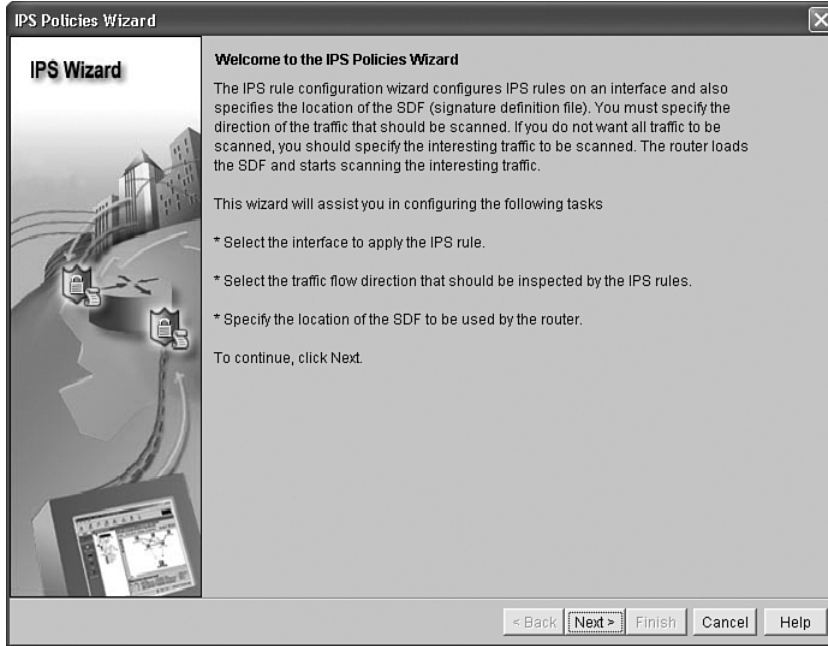 IPS Policies Wizard
IPS Wizard
Welcome to the IPS Policies Wizard
The IPS rule configuration wizard configures IPS rules on an interface and also
specifies the location of the SDF (signature definition file). You must specify the
direction of the traffic that should be scanned. If you do not want all traffic to be
scanned, you should specify the interesting traffic to be scanned. The router loads
the SDF and starts scanning the interesting traffic.
This wizard will assist you in configuring the following tasks
* Select the interface to apply the IPS rule.
* Select the traffic flow direction that should be inspected by the IPS rules.
* Specify the location of the SDF to be used by the router.
To continue, click Next.
< Back Next > Finish Cancel Help